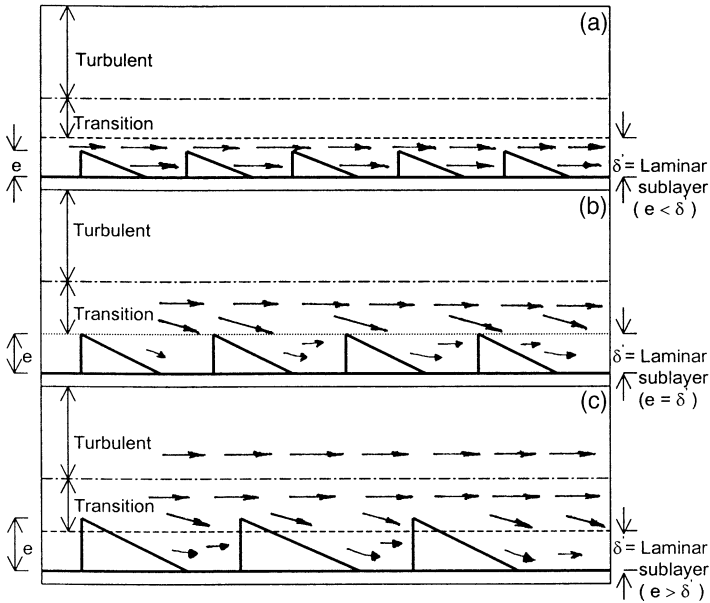 (a)
Turbulent
Transition
e
δ'= Laminar
sublayer
( e < δ' )
(b)
Turbulent
Transition
e
δ'= Laminar
sublayer
(e = δ')
(c)
Turbulent
Transition
e
δ'= Laminar
sublayer
( e > δ' )